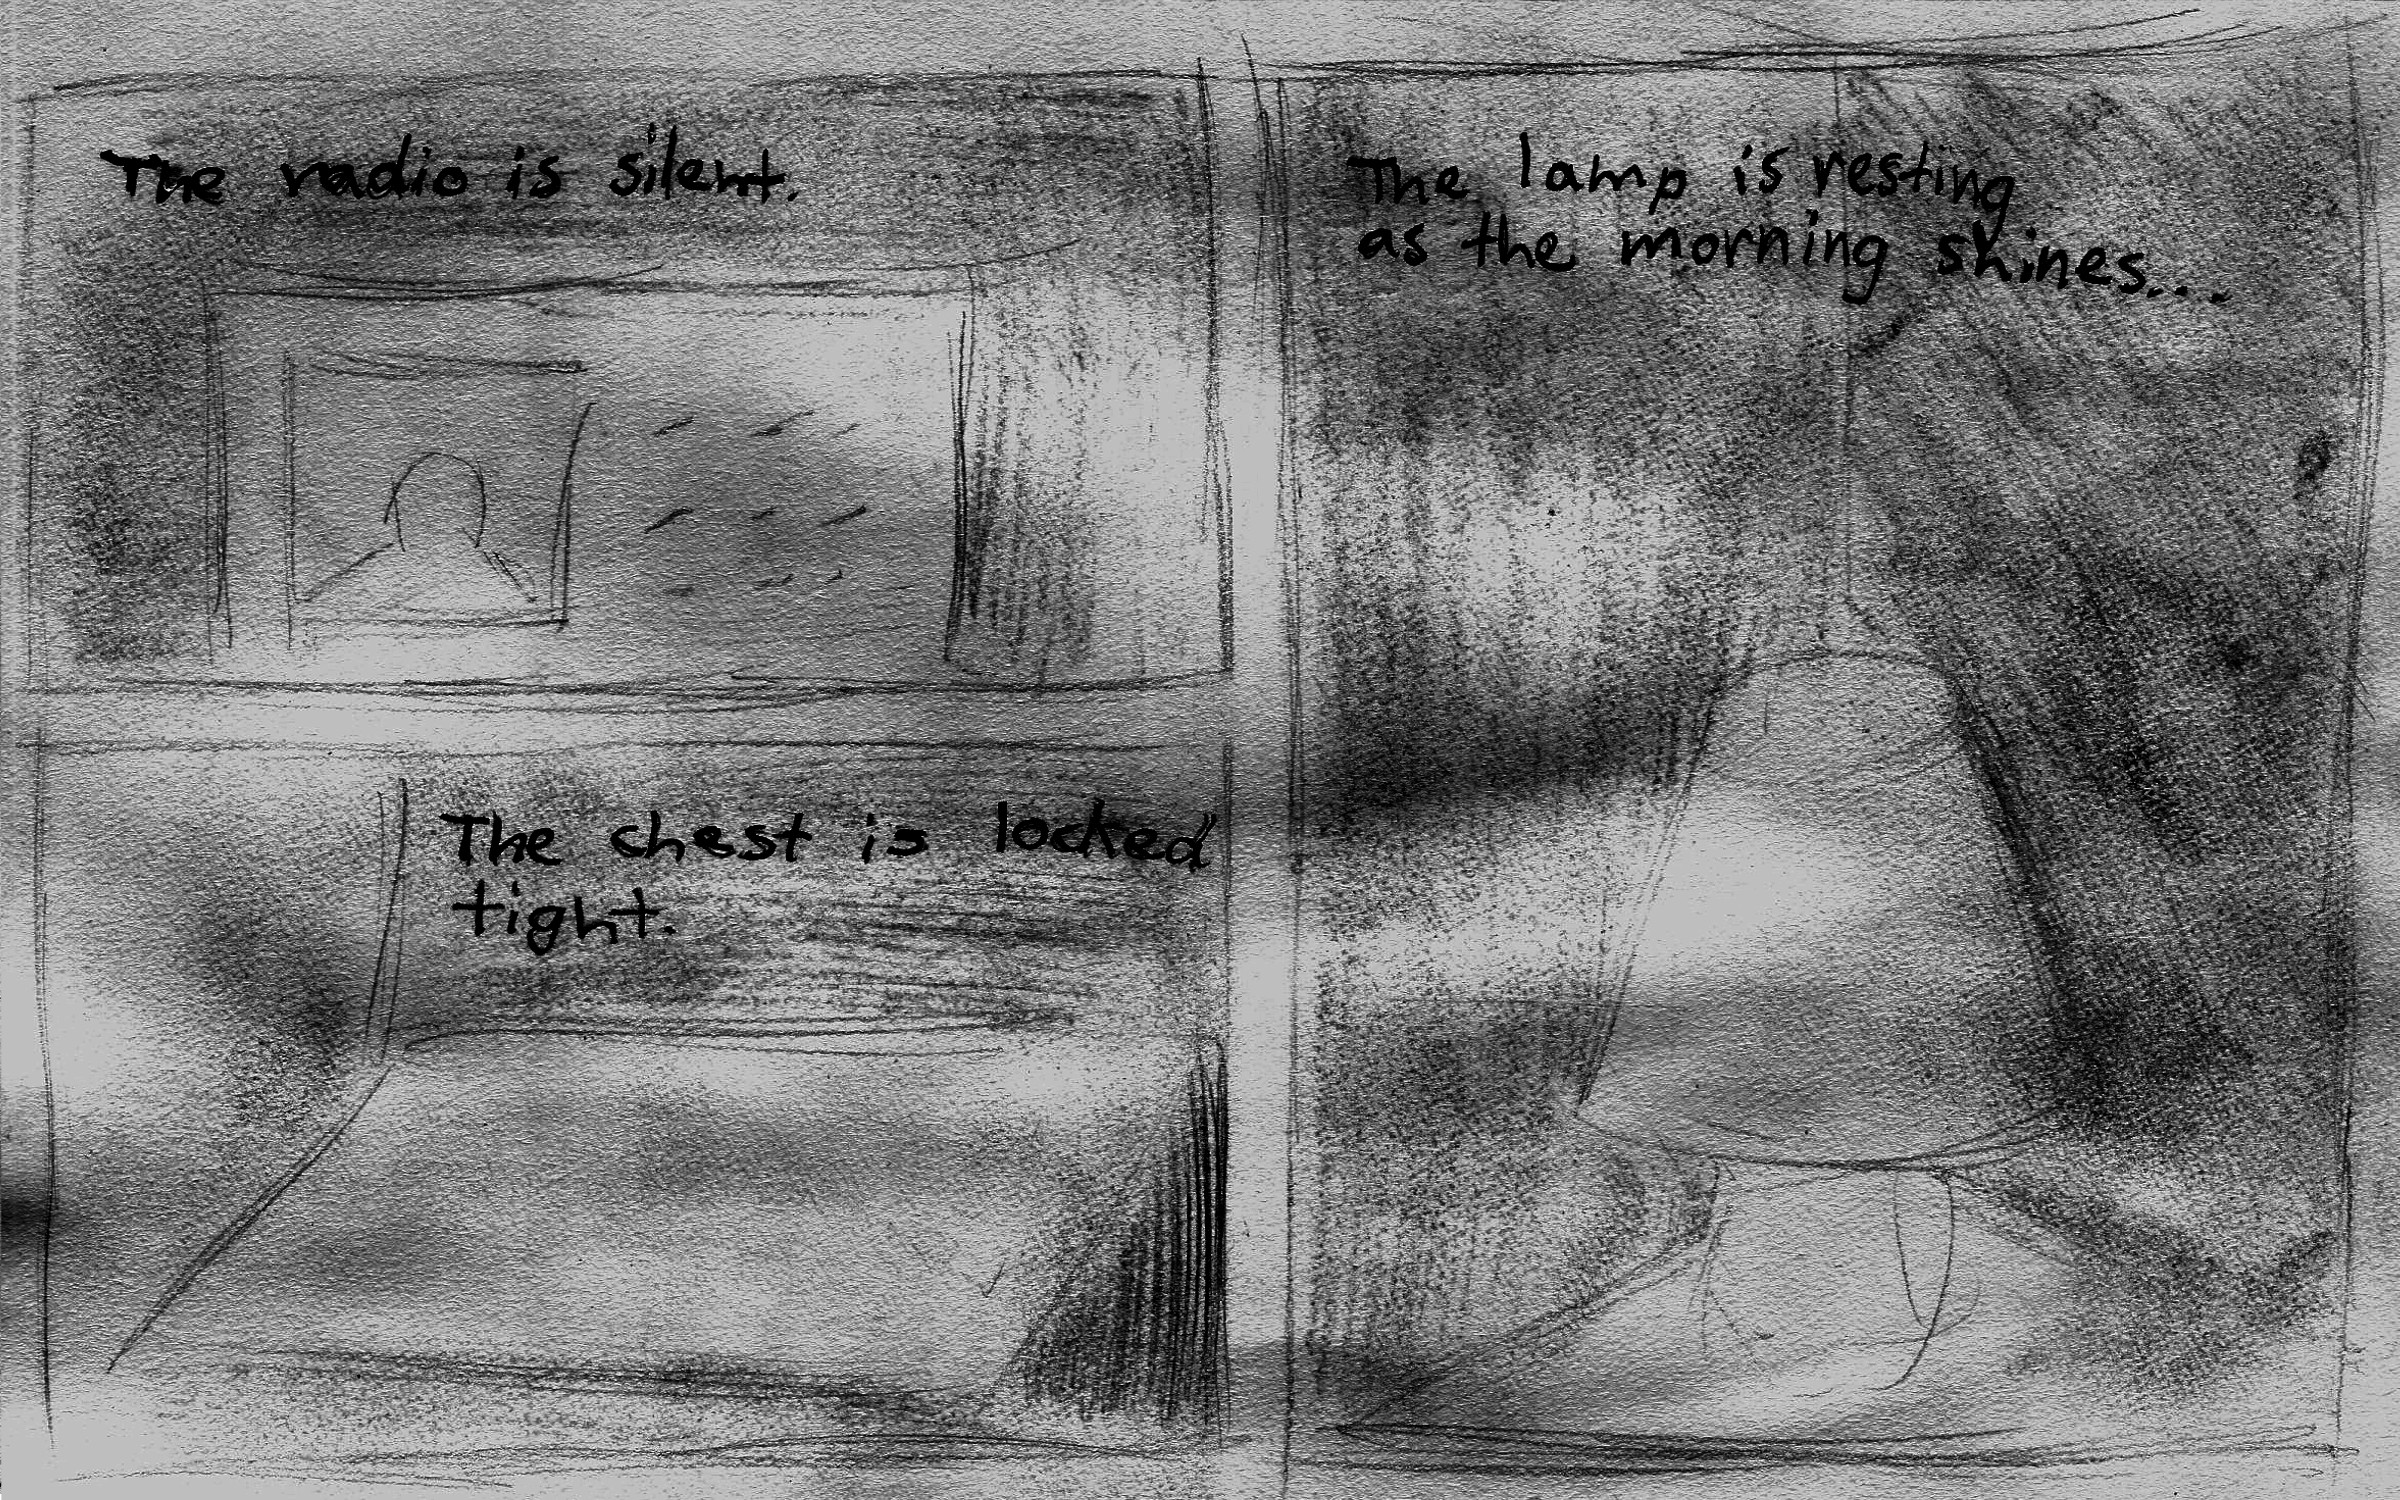 The radio is silent.
The chest is locked
tight.
The lamp is resting
as the morning shines...